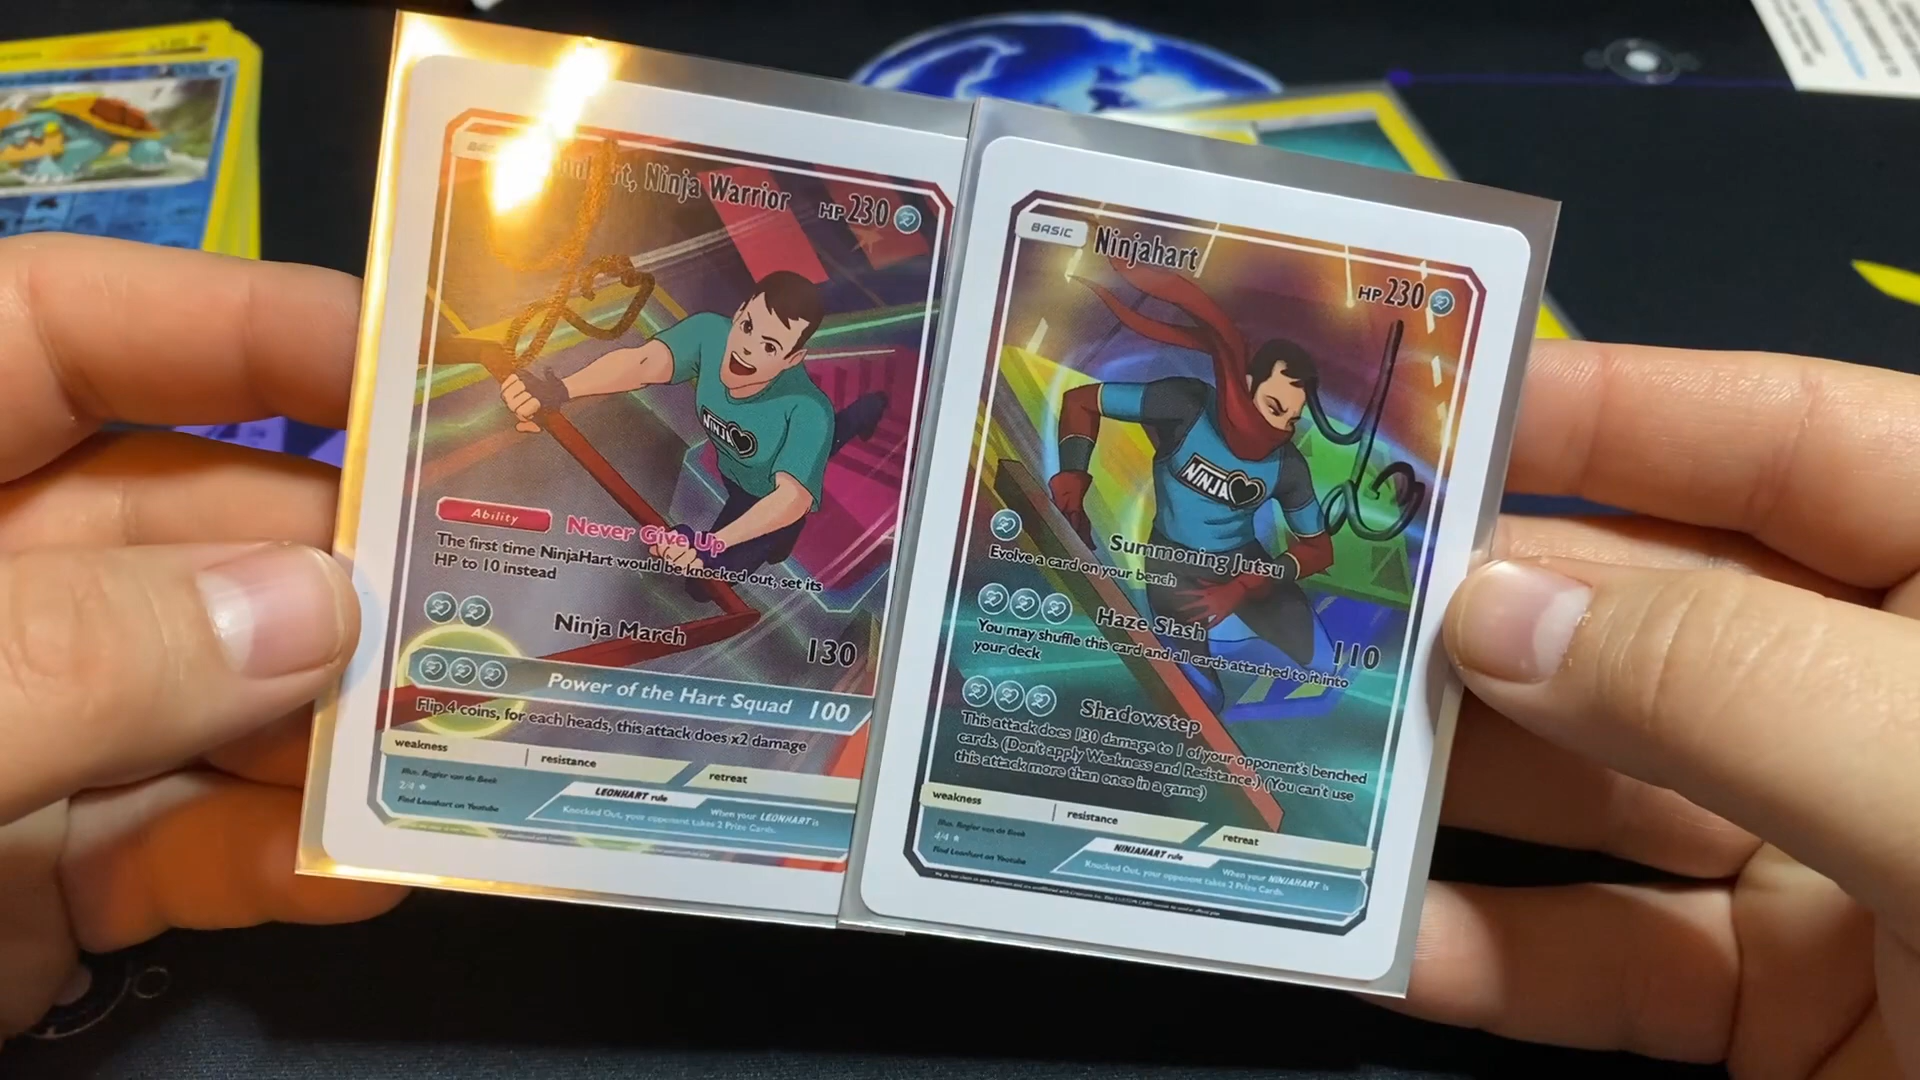 Ninja Warrior
HP 230
NINJA
Ability
Never Give Up
The first time NinjaHart would be knocked out, set its
HP to 10 instead
Ninja March
130
Power of the Hart Squad 100
Flip 4 coins, for each heads, this attack does x2 damage
weakness
resistance
retreat
Illus. Rogier van de Beek
2/4
Find Leonhart on Youtube
LEONHART rule
When your LEONHART is
Knocked Out, your opponent takes 2 Prize Cards.
BASIC
Ninjahart
HP 230
NINJA
Summoning Jutsu
Evolve a card on your bench
Haze Slash
110
You may shuffle this card and all cards attached to it into
your deck
Shadowstep
This attack does 130 damage to 1 of your opponent's benched
cards. (Don't apply Weakness and Resistance.) (You can't use
this attack more than once in a game)
weakness
resistance
retreat
Illus. Rogier van de Beek
4/4
Find Leonhart on Youtube
NINJAHART rule
When your NINJAHART is
Knocked Out, your opponent takes 2 Prize Cards.